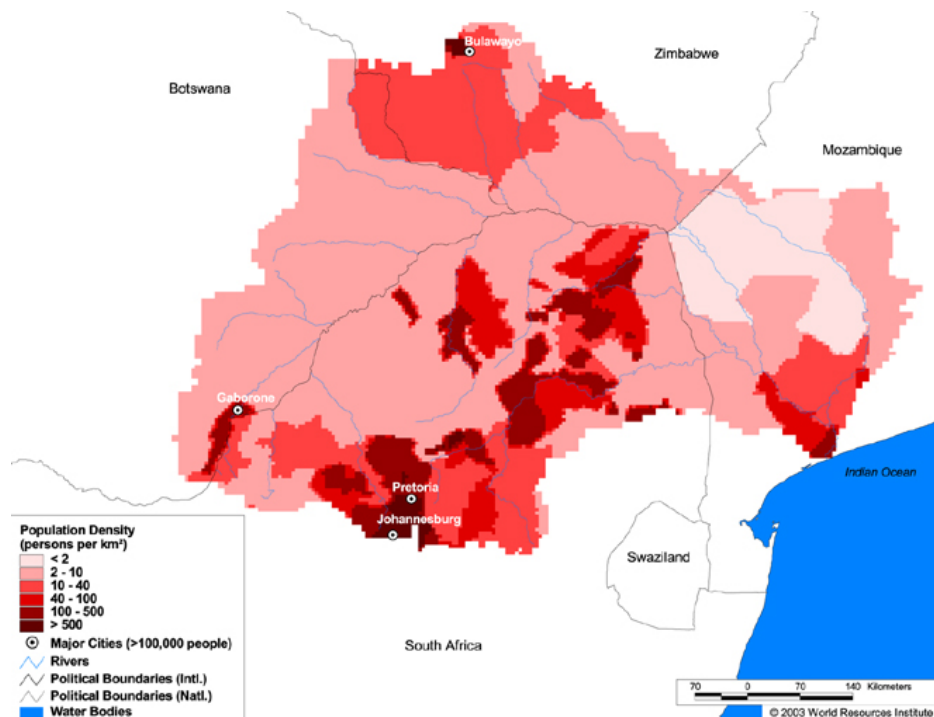 Bulawayo
Zimbabwe
Botswana
Mozambique
Gaborone
Pretoria
Johannesburg
Indian Ocean
Swaziland
South Africa
Population Density
(persons per km²)
< 2
2 - 10
10 - 40
40 - 100
100 - 500
> 500
Major Cities (>100,000 people)
Rivers
Political Boundaries (Intl.)
Political Boundaries (Natl.)
Water Bodies
70 0 70 140 Kilometers
© 2003 World Resources Institute